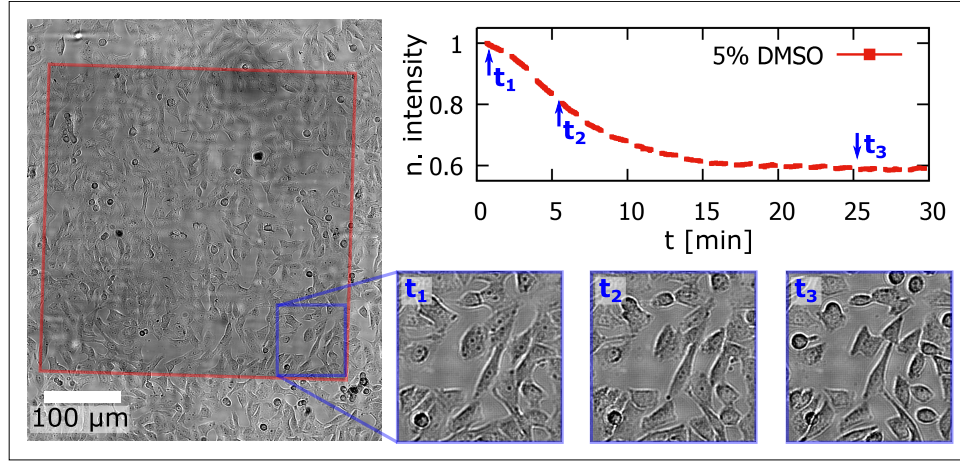 100 µm
n. intensity
1
0.8
0.6
5% DMSO
t₁
t₂
t₃
0 5 10 15 20 25 30
t [min]
t₁ t₂ t₃